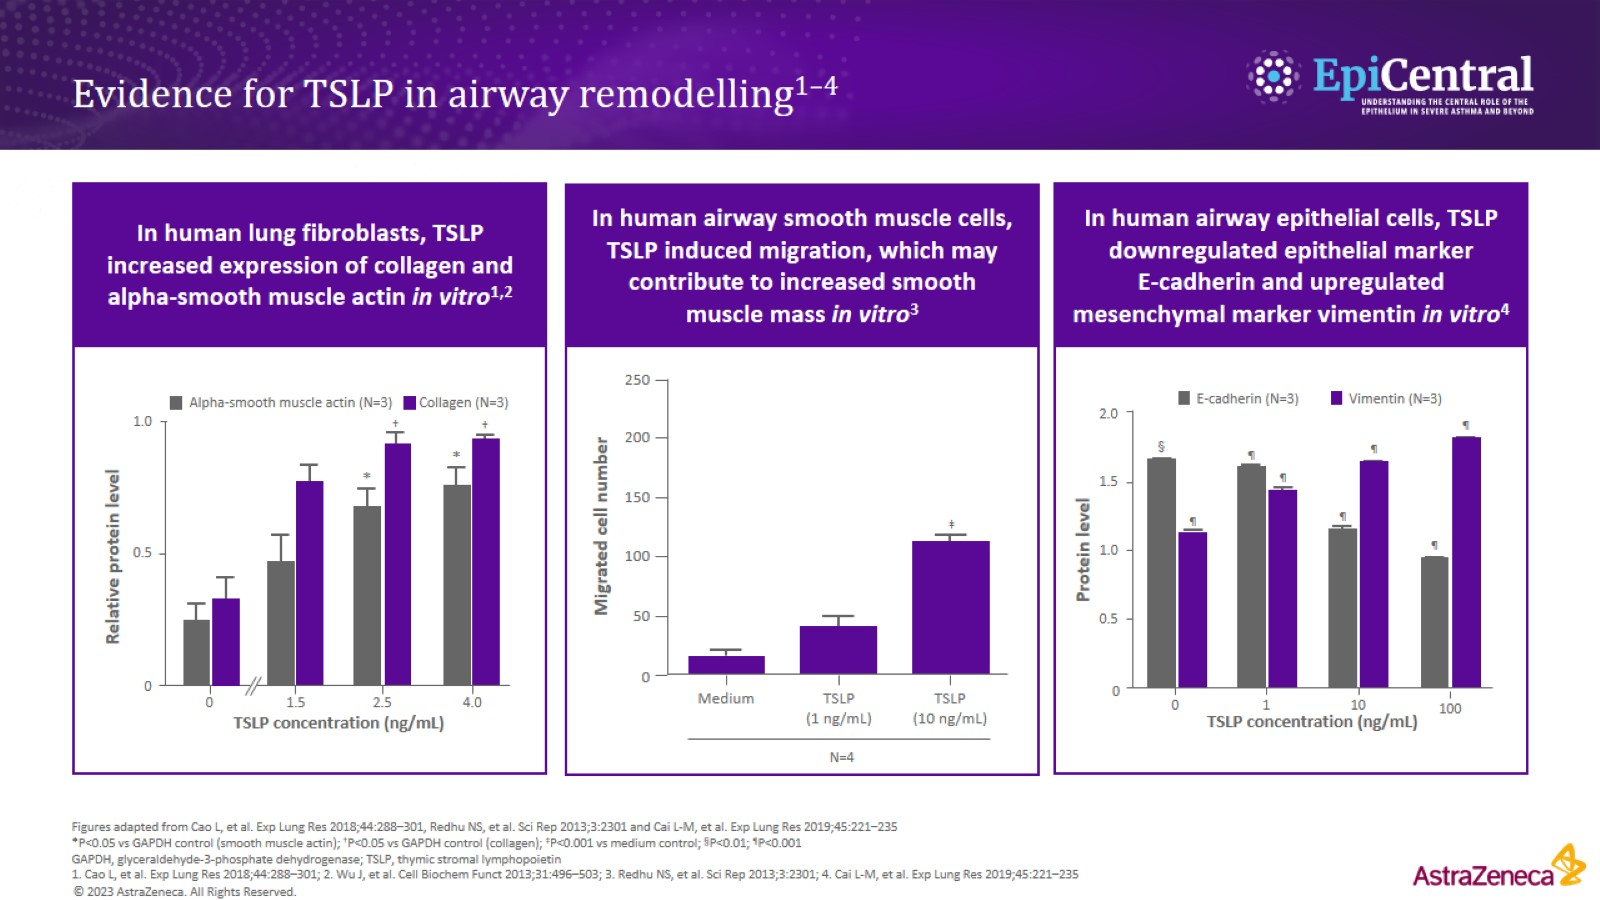 Evidence for TSLP in airway remodelling1–4
EpiCentral
UNDERSTANDING THE CENTRAL ROLE OF THE
EPITHELIUM IN SEVERE ASTHMA AND BEYOND
In human lung fibroblasts, TSLP
increased expression of collagen and
alpha-smooth muscle actin in vitro1,2
Alpha-smooth muscle actin (N=3) Collagen (N=3)
Relative protein level
1.0
0.5
0
* † * †
0 1.5 2.5 4.0
TSLP concentration (ng/mL)
In human airway smooth muscle cells,
TSLP induced migration, which may
contribute to increased smooth
muscle mass in vitro3
Migrated cell number
250
200
150
100
50
0
‡
Medium TSLP TSLP
(1 ng/mL) (10 ng/mL)
N=4
In human airway epithelial cells, TSLP
downregulated epithelial marker
E-cadherin and upregulated
mesenchymal marker vimentin in vitro4
E-cadherin (N=3) Vimentin (N=3)
Protein level
2.0
1.5
1.0
0.5
0
§ ¶ ¶ ¶ ¶ ¶ ¶ ¶
0 1 10 100
TSLP concentration (ng/mL)
Figures adapted from Cao L, et al. Exp Lung Res 2018;44:288–301, Redhu NS, et al. Sci Rep 2013;3:2301 and Cai L-M, et al. Exp Lung Res 2019;45:221–235
*P<0.05 vs GAPDH control (smooth muscle actin); †P<0.05 vs GAPDH control (collagen); ‡P<0.001 vs medium control; §P<0.01; ¶P<0.001
GAPDH, glyceraldehyde-3-phosphate dehydrogenase; TSLP, thymic stromal lymphopoietin
1. Cao L, et al. Exp Lung Res 2018;44:288–301; 2. Wu J, et al. Cell Biochem Funct 2013;31:496–503; 3. Redhu NS, et al. Sci Rep 2013;3:2301; 4. Cai L-M, et al. Exp Lung Res 2019;45:221–235
© 2023 AstraZeneca. All Rights Reserved.
AstraZeneca